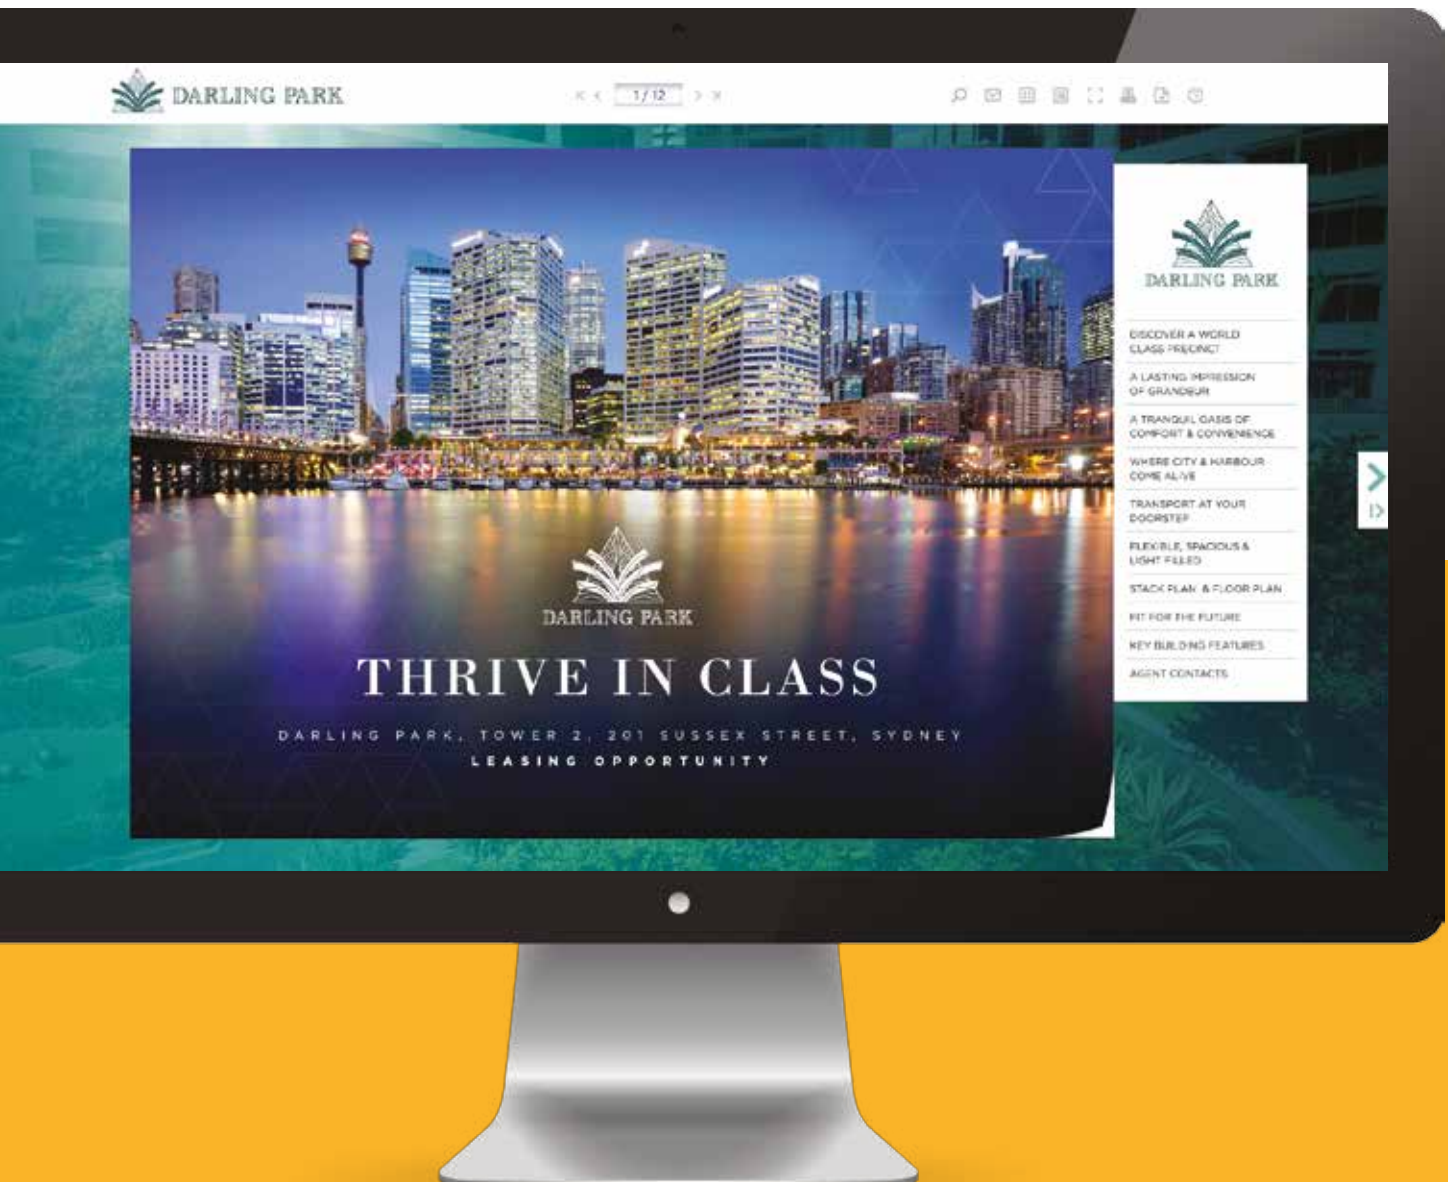 DARLING PARK
1/12
DARLING PARK
THRIVE IN CLASS
DARLING PARK, TOWER 2, 201 SUSSEX STREET, SYDNEY
LEASING OPPORTUNITY
DARLING PARK
DISCOVER A WORLD
CLASS PRECINCT
A LASTING IMPRESSION
OF GRANDEUR
A TRANQUIL OASIS OF
COMFORT & CONVENIENCE
WHERE CITY & HARBOUR
COME ALIVE
TRANSPORT AT YOUR
DOORSTEP
FLEXIBLE, SPACIOUS &
LIGHT FILLED
STACK PLAN & FLOOR PLAN
FIT FOR THE FUTURE
KEY BUILDING FEATURES
AGENT CONTACTS